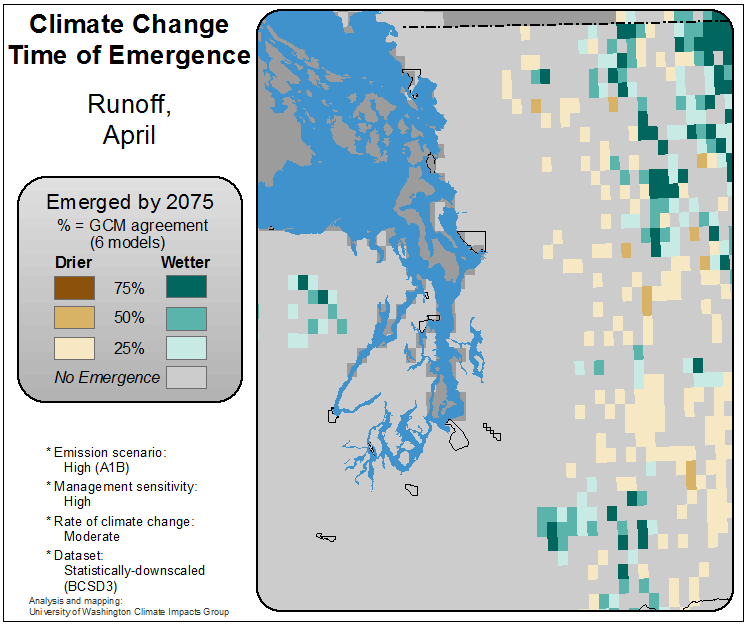 Climate Change
Time of Emergence
Runoff,
April
Emerged by 2075
% = GCM agreement
(6 models)
Drier Wetter
75%
50%
25%
No Emergence
* Emission scenario:
High (A1B)
* Management sensitivity:
High
* Rate of climate change:
Moderate
* Dataset:
Statistically-downscaled
(BCSD3)
Analysis and mapping:
University of Washington Climate Impacts Group